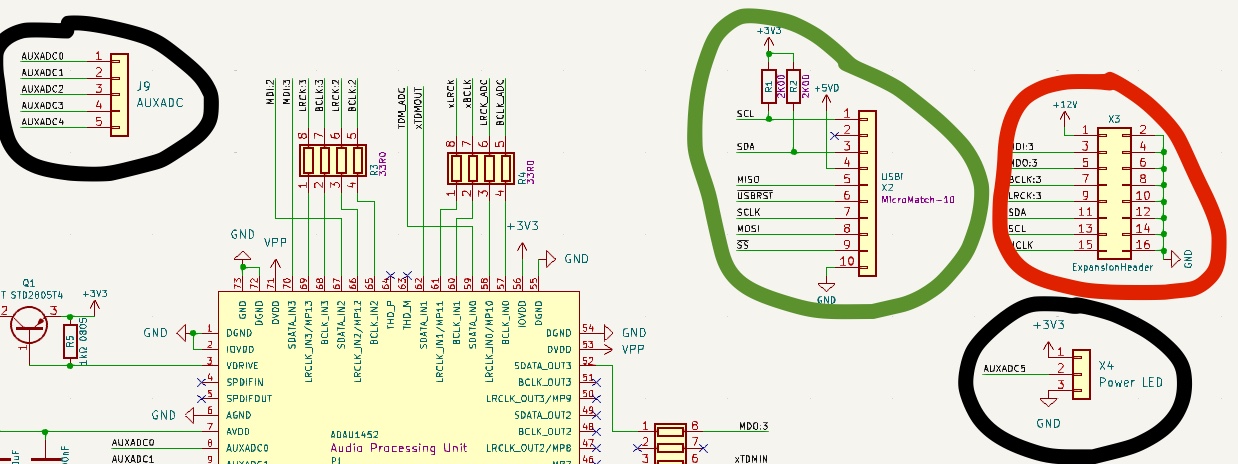 AUXADC0 1
AUXADC1 2
AUXADC2 3
AUXADC3 4
AUXADC4 5
J9
AUXADC
MDI:2
MDI:3
LRCK:3
BCLK:3
LRCK:2
BCLK:2
8 7 6 5
1 2 3 4
R3
33R0
TDM_ADC
xTDMOUT
xLRCK
xBCLK
LRCK_ADC
BCLK_ADC
8 7 6 5
1 2 3 4
R4
33R0
+3V3
R1
2K00
R2
2K00
+5VD
SCL 1
2
SDA 3
4
MISO 5
USBRST 6
SCLK 7
MOSI 8
SS 9
10
GND
USBi
X2
MicroMatch-10
+12V
X3
1 2
3 4
MDO:3 5 6
7 8
LRCK:3 9 10
SDA 11 12
SCL 13 14
15 16
GND
ExpansionHeader
+3V3
1
AUXADC5 2
3
X4
Power LED
GND
GND
VPP
+3V3
GND
73 72 71 70 69 68 67 66 65 64 63 62 61 60 59 58 57 56 55
GND
DGND
DVDD
SDATA_IN3
LRCLK_IN3/MP13
BCLK_IN3
SDATA_IN2
LRCLK_IN2/MP12
BCLK_IN2
THD_P
THD_M
SDATA_IN1
LRCLK_IN1/MP11
BCLK_IN1
SDATA_IN0
LRCLK_IN0/MP10
BCLK_IN0
IOVDD
DGND
Q1
T STD2805T4
2 3
1
+3V3
R5
1kΩ 0805
GND 1 DGND
2 IOVDD
3 VDRIVE
4 SPDIFIN
5 SPDIFOUT
GND 6 AGND
7 AVDD
AUXADC0 8 AUXADC0
AUXADC1 9 AUXADC1
ADAU1452
Audio Processing Unit
P1
DGND 54 GND
DVDD 53 VPP
SDATA_OUT3 52
BCLK_OUT3 51
LRCLK_OUT3/MP9 50
SDATA_OUT2 49
BCLK_OUT2 48
LRCLK_OUT2/MP8 47
MP7 46
1 8 MDO:3
2 7
3 6 xTDMIN